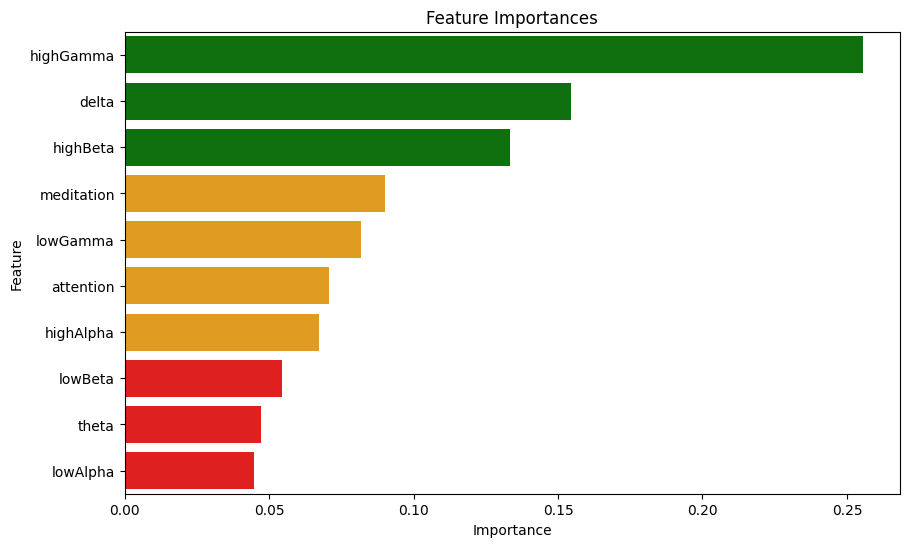 Feature Importances
Feature
highGamma
delta
highBeta
meditation
lowGamma
attention
highAlpha
lowBeta
theta
lowAlpha
0.00 0.05 0.10 0.15 0.20 0.25
Importance